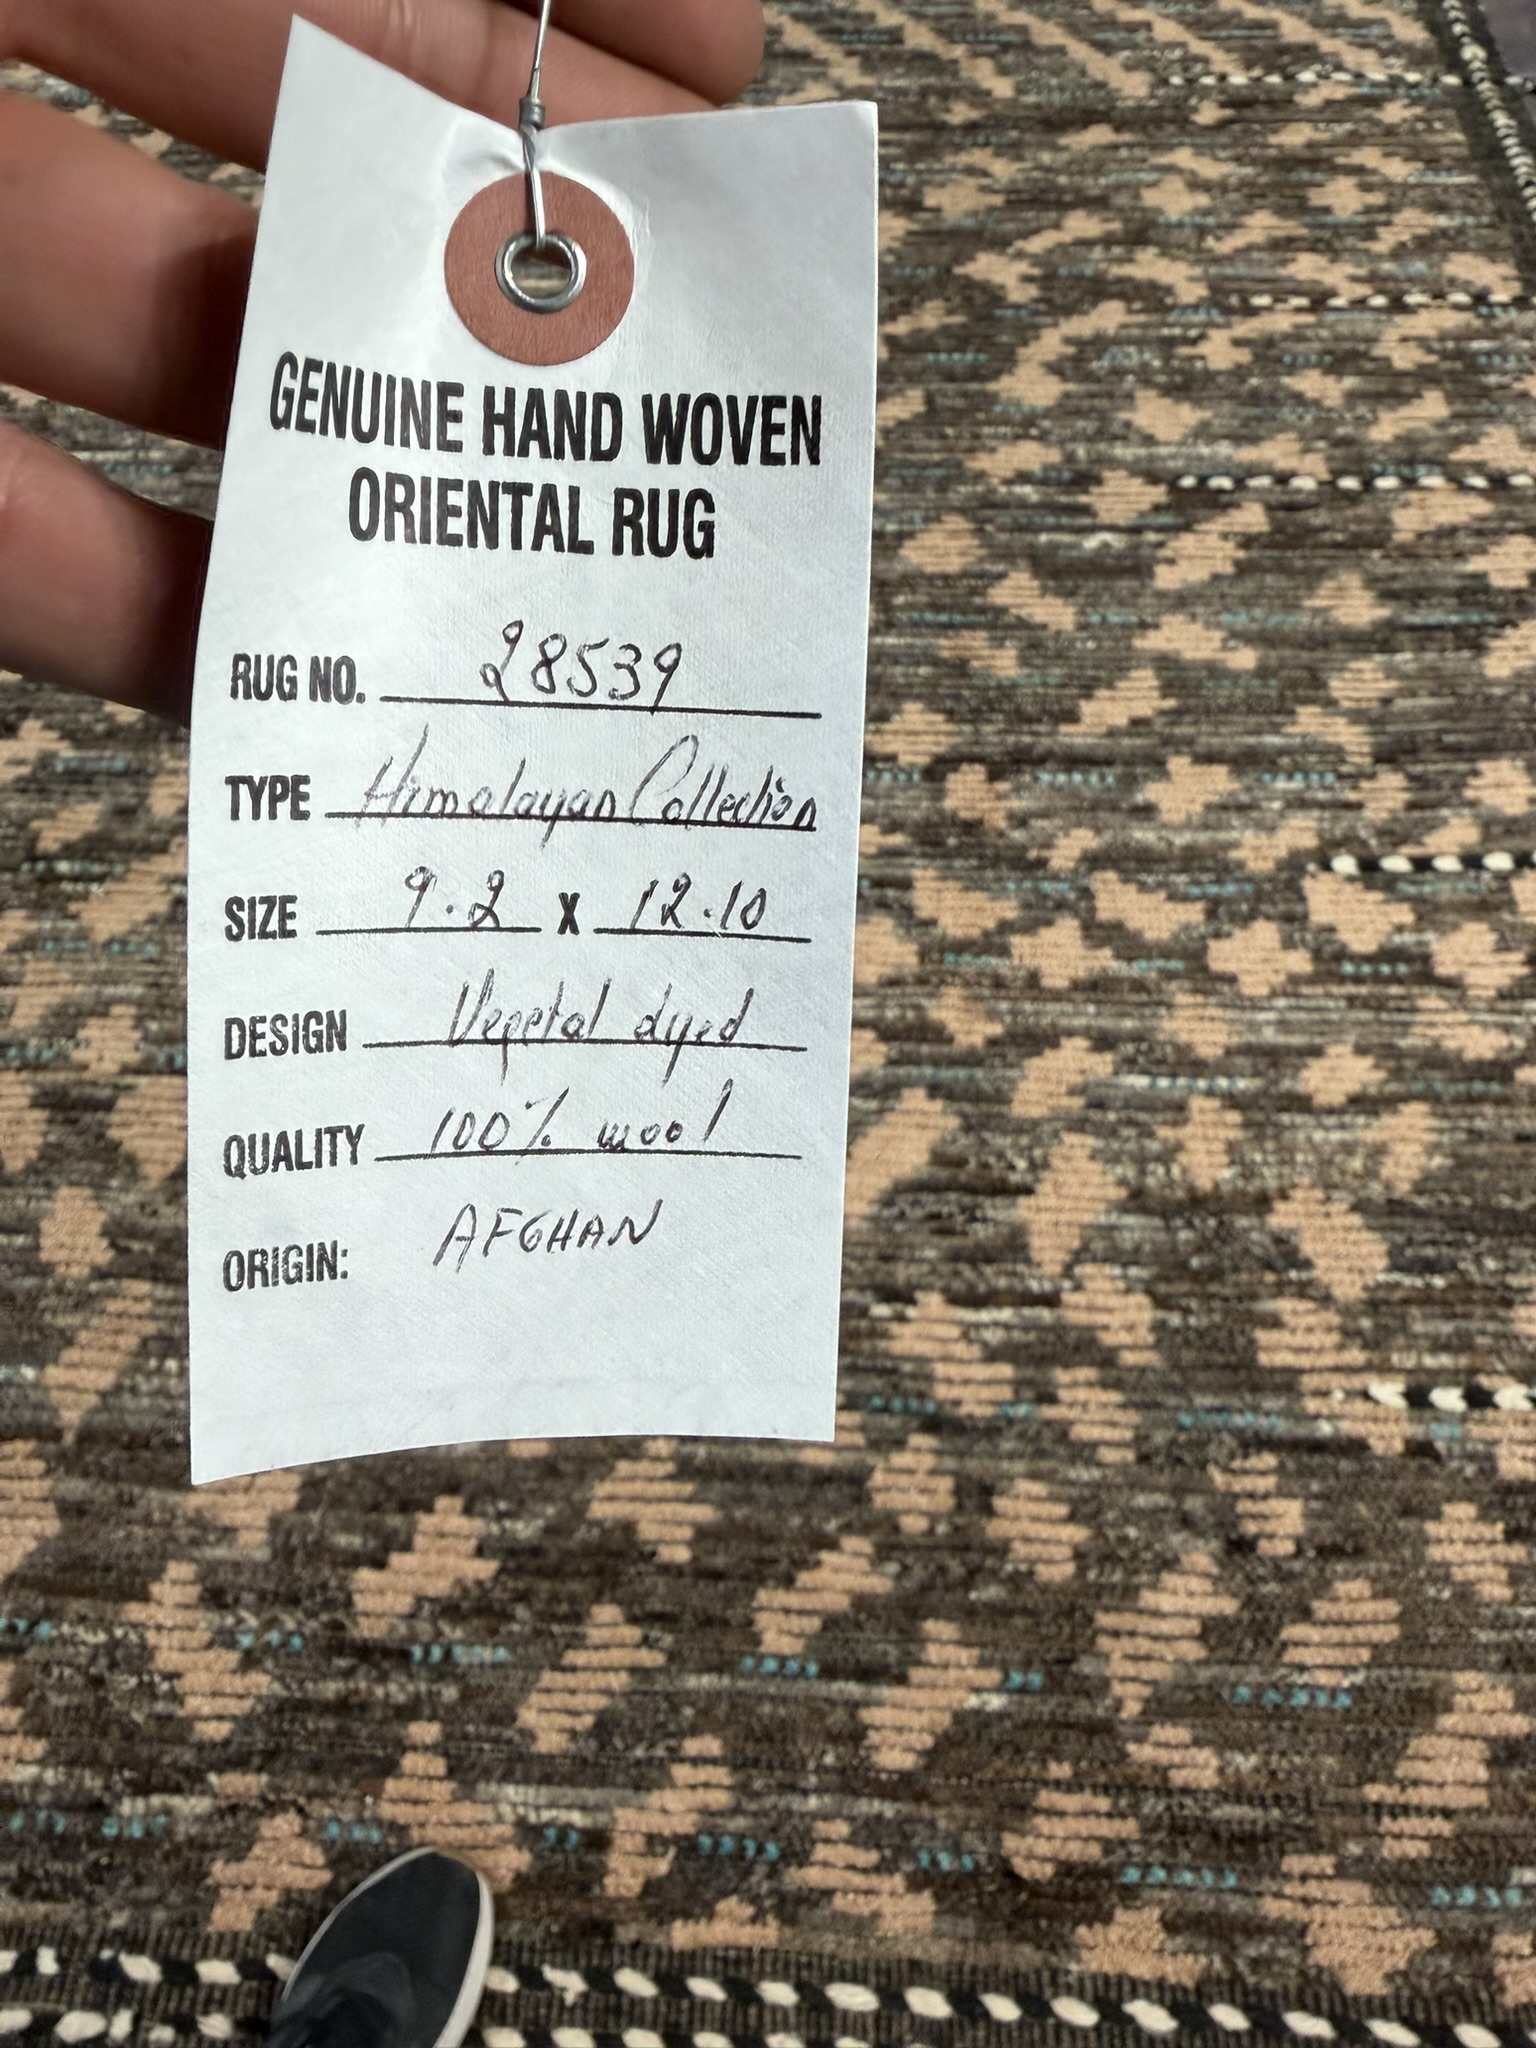 GENUINE HAND WOVEN
ORIENTAL RUG
RUG NO. 28539
TYPE Himalayan Collection
SIZE 9.2 X 12.10
DESIGN Vegetal dyed
QUALITY 100% wool
ORIGIN: AFGHAN